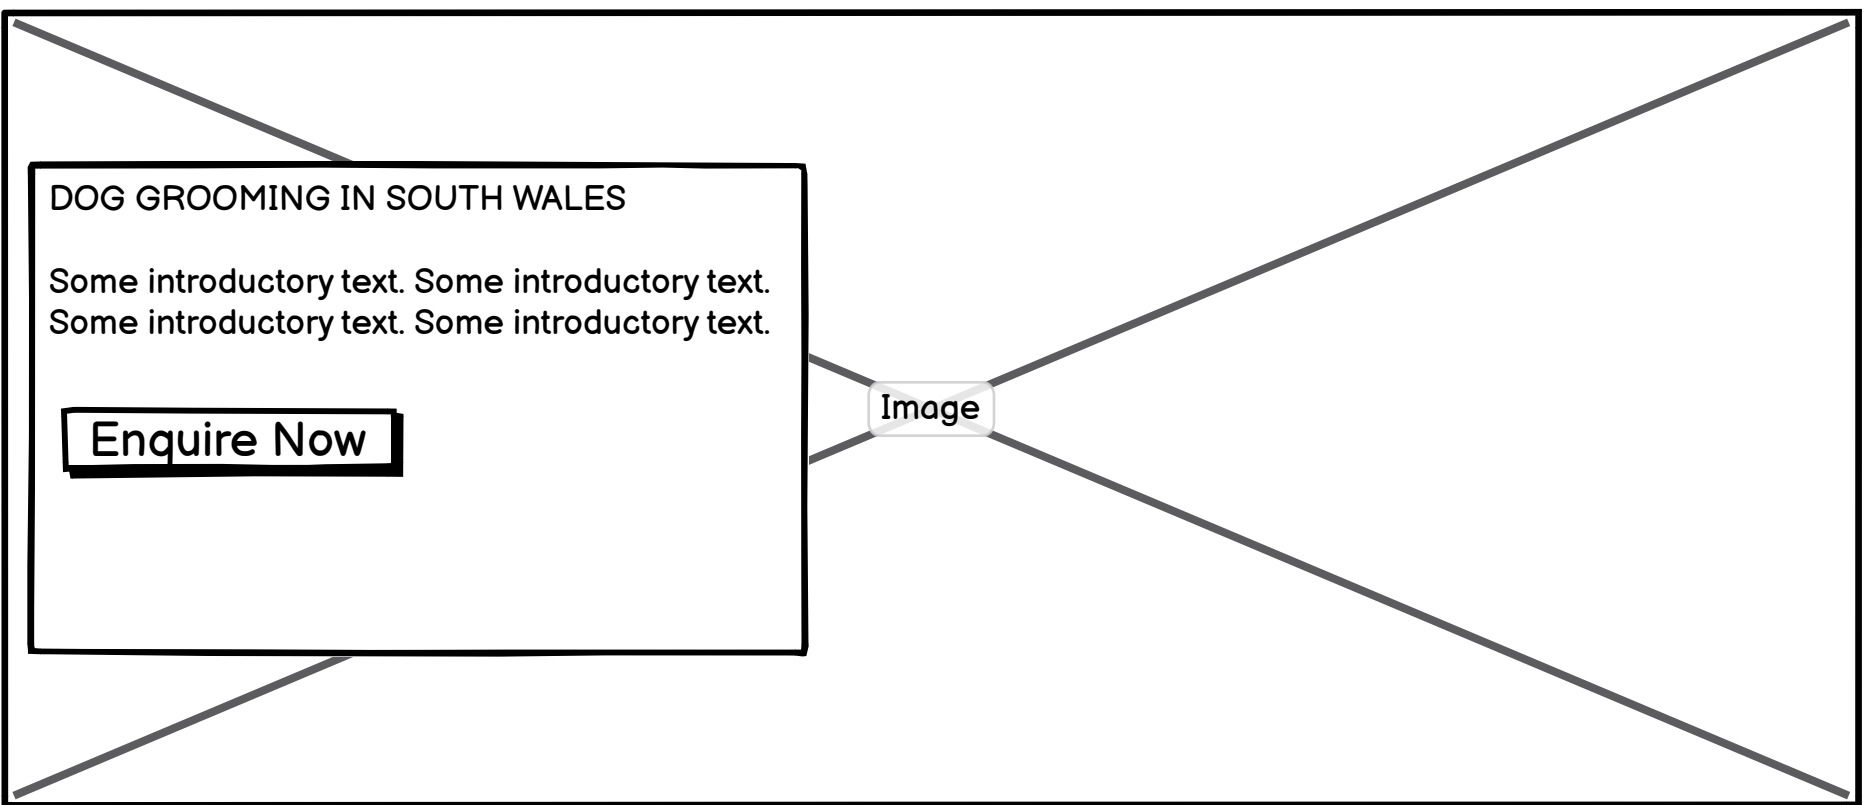 DOG GROOMING IN SOUTH WALES
Some introductory text. Some introductory text.
Some introductory text. Some introductory text.
Enquire Now
Image